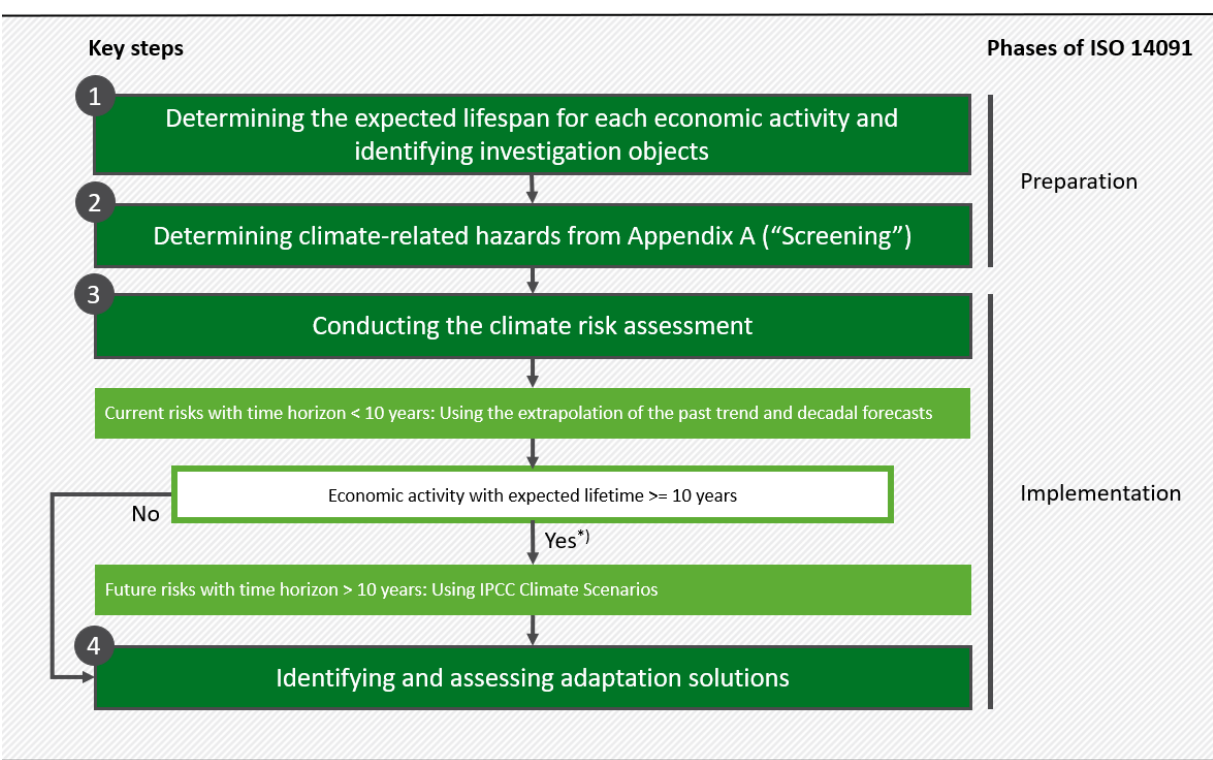 Key steps
Phases of ISO 14091
1
Determining the expected lifespan for each economic activity and
identifying investigation objects
Preparation
2
Determining climate-related hazards from Appendix A (“Screening”)
3
Conducting the climate risk assessment
Current risks with time horizon < 10 years: Using the extrapolation of the past trend and decadal forecasts
Economic activity with expected lifetime >= 10 years
Implementation
No
Yes*)
Future risks with time horizon > 10 years: Using IPCC Climate Scenarios
4
Identifying and assessing adaptation solutions